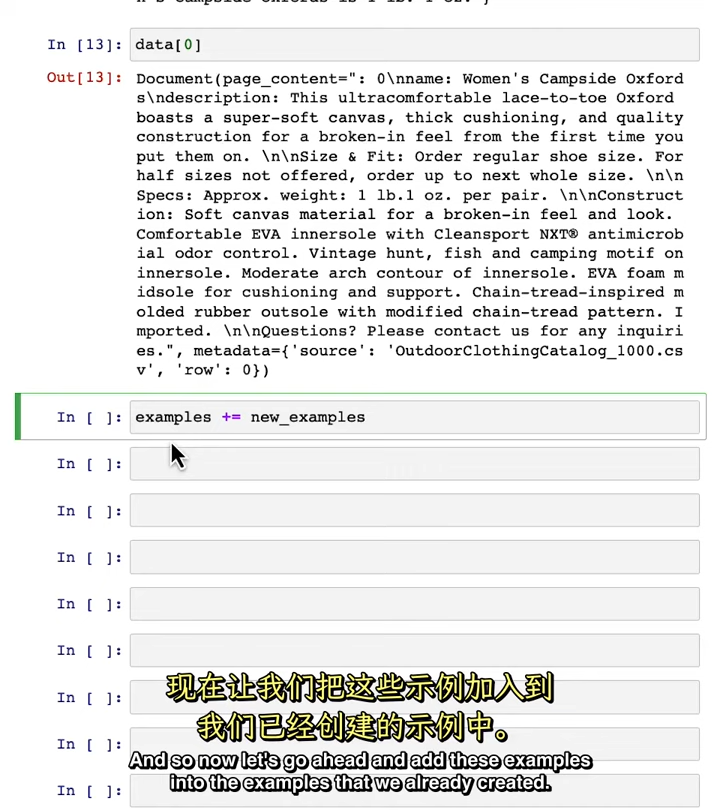 In [13]: data[0]
Out[13]: Document(page_content=": 0\nname: Women's Campside Oxford
s\ndescription: This ultracomfortable lace-to-toe Oxford
boasts a super-soft canvas, thick cushioning, and quality
construction for a broken-in feel from the first time you
put them on. \n\nSize & Fit: Order regular shoe size. For
half sizes not offered, order up to next whole size. \n\n
Specs: Approx. weight: 1 lb.1 oz. per pair. \n\nConstruct
ion: Soft canvas material for a broken-in feel and look.
Comfortable EVA innersole with Cleansport NXT® antimicrob
ial odor control. Vintage hunt, fish and camping motif on
innersole. Moderate arch contour of innersole. EVA foam m
idsole for cushioning and support. Chain-tread-inspired m
olded rubber outsole with modified chain-tread pattern. I
mported. \n\nQuestions? Please contact us for any inquiri
es.", metadata={'source': 'OutdoorClothingCatalog_1000.cs
v', 'row': 0})
In [ ]: examples += new_examples
In [ ]:
In [ ]:
In [ ]:
In [ ]:
In [ ]:
In [ ]:
In [ ]:
In [ ]:
现在让我们把这些示例加入到
我们已经创建的示例中。
And so now let's go ahead and add these examples
into the examples that we already created.